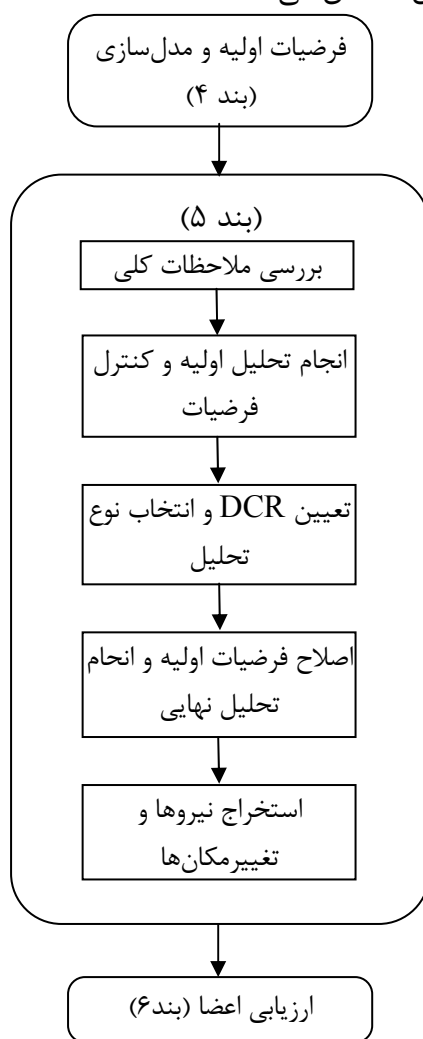 فرضیات اولیه و مدل‌سازی
(بند ۴)
(بند ۵)
بررسی ملاحظات کلی
انجام تحلیل اولیه و کنترل
فرضیات
تعیین DCR و انتخاب نوع
تحلیل
اصلاح فرضیات اولیه و انحام
تحلیل نهایی
استخراج نیروها و
تغییرمکان‌ها
ارزیابی اعضا (بند۶)